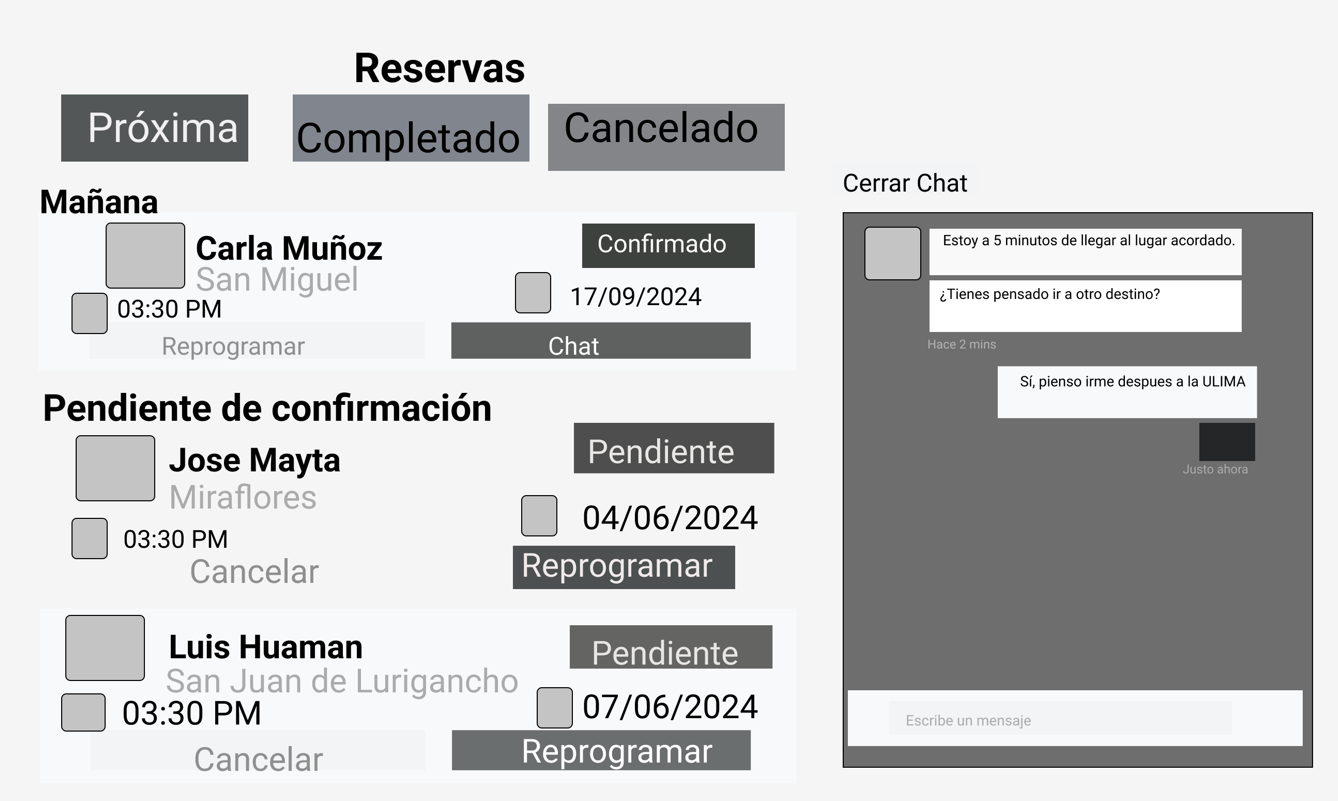 Reservas
Próxima
Completado
Cancelado
Mañana
Carla Muñoz
Confirmado
San Miguel
03:30 PM
17/09/2024
Reprogramar
Chat
Pendiente de confirmación
Jose Mayta
Pendiente
Miraflores
03:30 PM
04/06/2024
Cancelar
Reprogramar
Luis Huaman
Pendiente
San Juan de Lurigancho
03:30 PM
07/06/2024
Cancelar
Reprogramar
Cerrar Chat
Estoy a 5 minutos de llegar al lugar acordado.
¿Tienes pensado ir a otro destino?
Hace 2 mins
Sí, pienso irme despues a la ULIMA
Justo ahora
Escribe un mensaje